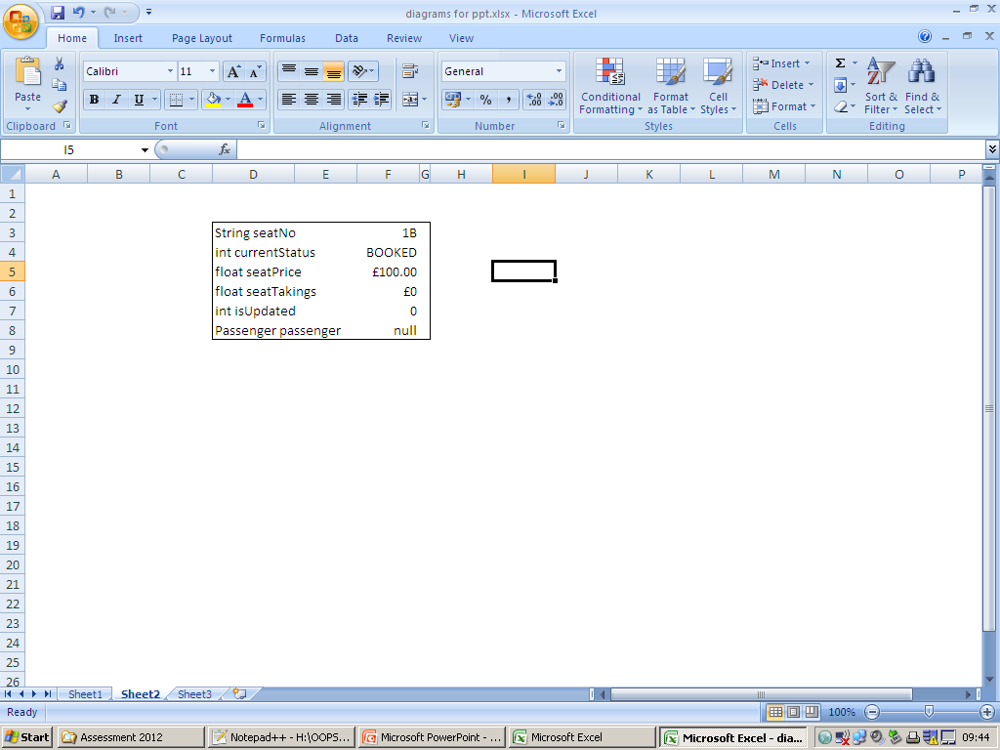 diagrams for ppt.xlsx - Microsoft Excel
Home Insert Page Layout Formulas Data Review View
Calibri 11 General Insert
Paste Conditional Formatting Format as Table Cell Styles Delete Sort & Filter Find & Select
B I U % , Format
Clipboard Font Alignment Number Styles Cells Editing
I5 fx
A B C D E F G H I J K L M N O P
1
2
3 String seatNo 1B
4 int currentStatus BOOKED
5 float seatPrice £100.00
6 float seatTakings £0
7 int isUpdated 0
8 Passenger passenger null
9
10
11
12
13
14
15
16
17
18
19
20
21
22
23
24
25
26
Sheet1 Sheet2 Sheet3
Ready 100%
Start Assessment 2012 Notepad++ - H:\OOPS... Microsoft PowerPoint - ... Microsoft Excel Microsoft Excel - dia... 09:44